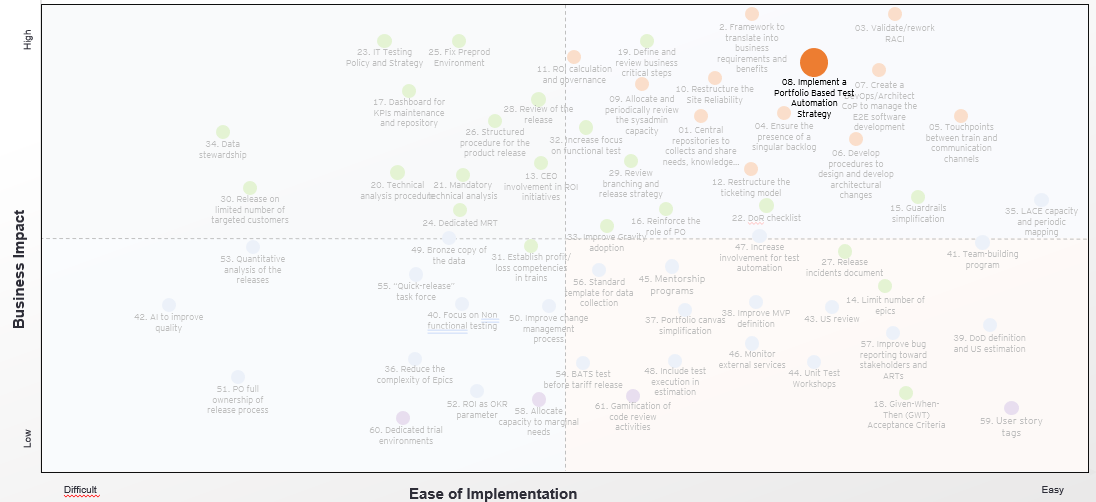 High
2. Framework to
translate into
business
requirements and
benefits
03. Validate/rework
RACI
23. IT Testing
Policy and Strategy
25. Fix Preprod
Environment
19. Define and
review business
critical steps
11. ROI calculation
and governance
08. Implement a
Portfolio Based Test
Automation
Strategy
07. Create a
DevOps/Architect
CoP to manage the
E2E software
development
10. Restructure the
Site Reliability
09. Allocate and
periodically review
the sysadmin
capacity
17. Dashboard for
KPIs maintenance
and repository
28. Review of the
release
26. Structured
procedure for the
product release
32. Increase focus
on functional test
01. Central
repositories to
collects and share
needs, knowledge...
04. Ensure the
presence of a
singular backlog
05. Touchpoints
between train and
communication
channels
34. Data
stewardship
06. Develop
procedures to
design and develop
architectural
changes
20. Technical
analysis procedure
21. Mandatory
technical analysis
13. CEO
involvement in ROI
initiatives
29. Review
branching and
release strategy
12. Restructure the
ticketing model
30. Release on
limited number of
targeted customers
24. Dedicated MRT
16. Reinforce the
role of PO
22. DoR checklist
15. Guardrails
simplification
35. LACE capacity
and periodic
mapping
33. Improve Gravity
adoption
Business Impact
53. Quantitative
analysis of the
releases
49. Bronze copy of
the data
31. Establish profit/
loss competencies
in trains
47. Increase
involvement for test
automation
27. Release
incidents document
41. Team-building
program
55. "Quick-release"
task force
56. Standard
template for data
collection
45. Mentorship
programs
14. Limit number of
epics
42. AI to improve
quality
40. Focus on Non
functional testing
50. Improve change
management
process
37. Portfolio canvas
simplification
38. Improve MVP
definition
43. US review
39. DoD definition
and US estimation
57. Improve bug
reporting toward
stakeholders and
ARTs
46. Monitor
external services
36. Reduce the
complexity of Epics
54. BATS test
before tariff release
48. Include test
execution in
estimation
44. Unit Test
Workshops
51. PO full
ownership of
release process
52. ROI as OKR
parameter
58. Allocate
capacity to marginal
needs
61. Gamification of
code review
activities
18. Given-When-
Then (GWT)
Acceptance Criteria
59. User story
tags
60. Dedicated trial
environments
Low
Difficult
Ease of Implementation
Easy